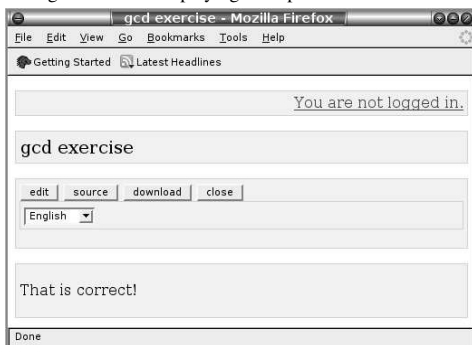 gcd exercise - Mozilla Firefox
File Edit View Go Bookmarks Tools Help
Getting Started Latest Headlines
You are not logged in.
gcd exercise
edit source download close
English
That is correct!
Done